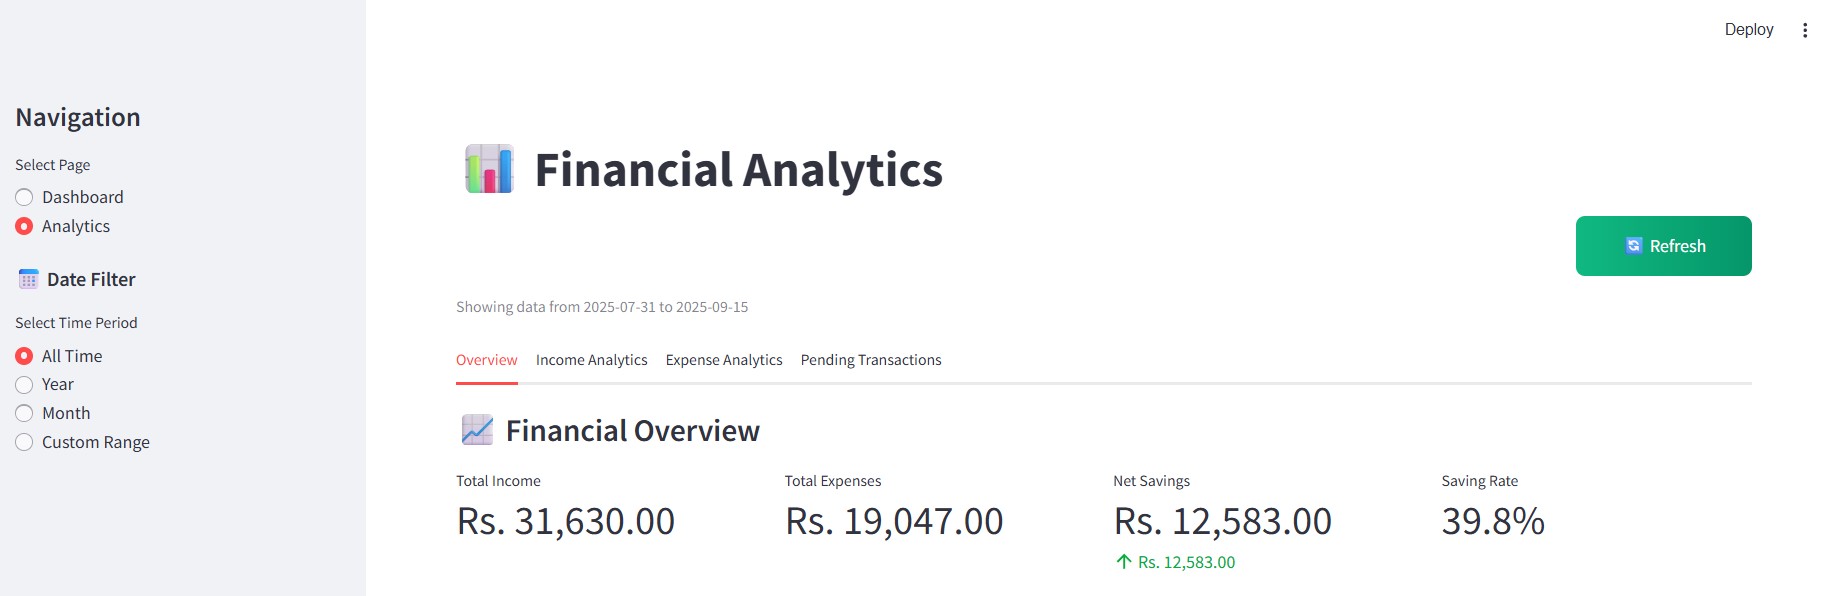 Deploy
Navigation
Select Page
Dashboard
Analytics
Date Filter
Select Time Period
All Time
Year
Month
Custom Range
Financial Analytics
Refresh
Showing data from 2025-07-31 to 2025-09-15
Overview Income Analytics Expense Analytics Pending Transactions
Financial Overview
Total Income Total Expenses Net Savings Saving Rate
Rs. 31,630.00 Rs. 19,047.00 Rs. 12,583.00 39.8%
↑ Rs. 12,583.00